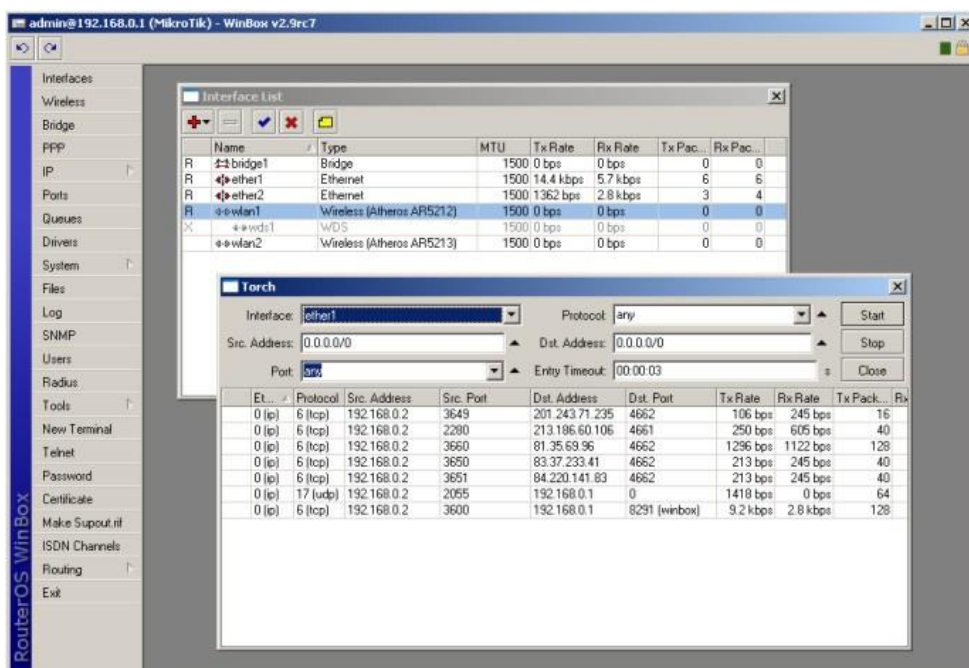 admin@192.168.0.1 (MikroTik) - WinBox v2.9rc7
Interfaces
Wireless
Bridge
PPP
IP
Ports
Queues
Drivers
System
Files
Log
SNMP
Users
Radius
Tools
New Terminal
Telnet
Password
Certificate
Make Supout.rif
ISDN Channels
Routing
Exit
RouterOS WinBox
Interface List
Name Type MTU Tx Rate Rx Rate Tx Pac... Rx Pac...
R bridge1 Bridge 1500 0 bps 0 bps 0 0
R ether1 Ethernet 1500 14.4 kbps 5.7 kbps 6 6
R ether2 Ethernet 1500 1362 bps 2.8 kbps 3 4
R wlan1 Wireless (Atheros AR5212) 1500 0 bps 0 bps 0 0
X wds1 WDS 1500 0 bps 0 bps 0 0
wlan2 Wireless (Atheros AR5213) 1500 0 bps 0 bps 0 0
Torch
Interface: ether1 Protocol: any Start
Src. Address: 0.0.0.0/0 Dst. Address: 0.0.0.0/0 Stop
Port: any Entry Timeout: 00:00:03 s Close
Et... Protocol Src. Address Src. Port Dst. Address Dst. Port Tx Rate Rx Rate Tx Pack... Rx
0 (ip) 6 (tcp) 192.168.0.2 3649 201.243.71.235 4662 106 bps 245 bps 16
0 (ip) 6 (tcp) 192.168.0.2 2280 213.186.60.106 4661 250 bps 605 bps 40
0 (ip) 6 (tcp) 192.168.0.2 3660 81.35.69.96 4662 1296 bps 1122 bps 128
0 (ip) 6 (tcp) 192.168.0.2 3650 83.37.233.41 4662 213 bps 245 bps 40
0 (ip) 6 (tcp) 192.168.0.2 3651 84.220.141.83 4662 213 bps 245 bps 40
0 (ip) 17 (udp) 192.168.0.2 2055 192.168.0.1 0 1418 bps 0 bps 64
0 (ip) 6 (tcp) 192.168.0.2 3600 192.168.0.1 8291 (winbox) 9.2 kbps 2.8 kbps 128